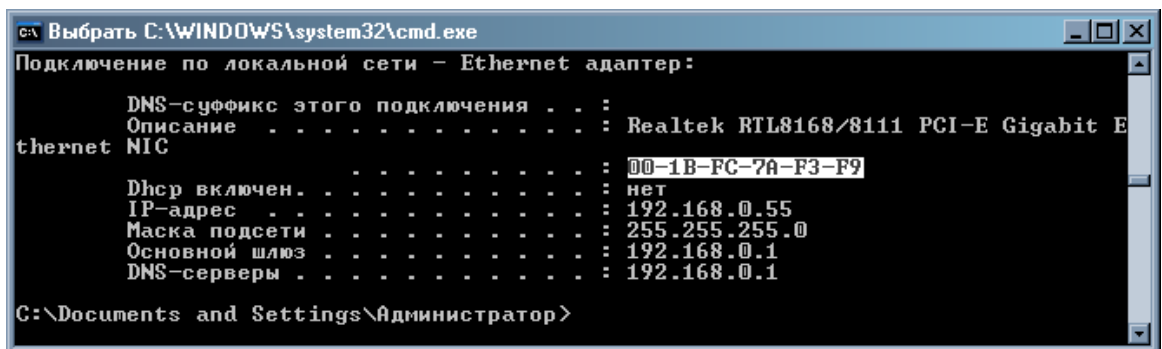 Выбрать C:\WINDOWS\system32\cmd.exe
Подключение по локальной сети - Ethernet адаптер:
DNS-суффикс этого подключения . . :
Описание . . . . . . . . . . . . : Realtek RTL8168/8111 PCI-E Gigabit E
thernet NIC
. . . . . . . . . . : 00-1B-FC-7A-F3-F9
Dhcp включен. . . . . . . . . . . : нет
IP-адрес . . . . . . . . . . . . : 192.168.0.55
Маска подсети . . . . . . . . . . : 255.255.255.0
Основной шлюз . . . . . . . . . . : 192.168.0.1
DNS-серверы . . . . . . . . . . . : 192.168.0.1
C:\Documents and Settings\Администратор>